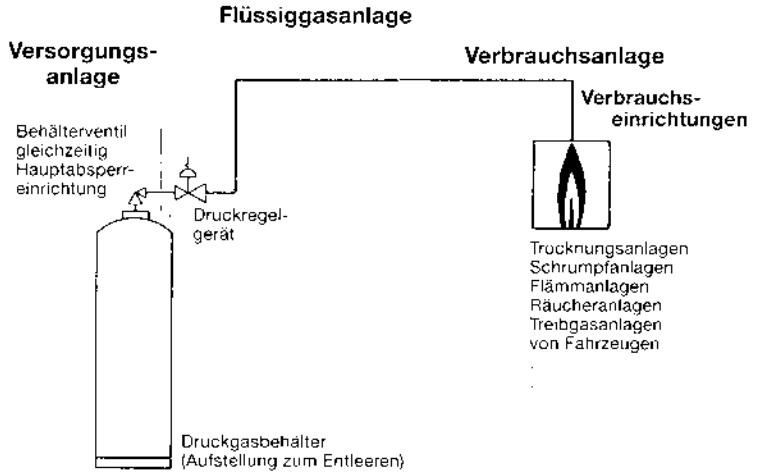 Flüssiggasanlage
Versorgungs-
anlage
Verbrauchsanlage
Verbrauchs-
einrichtungen
Behälterventil
gleichzeitig
Hauptabsperr-
einrichtung
Druckregel-
gerät
Trocknungsanlagen
Schrumpfanlagen
Flämmanlagen
Räucheranlagen
Treibgasanlagen
von Fahrzeugen
.
.
Druckgasbehälter
(Aufstellung zum Entleeren)